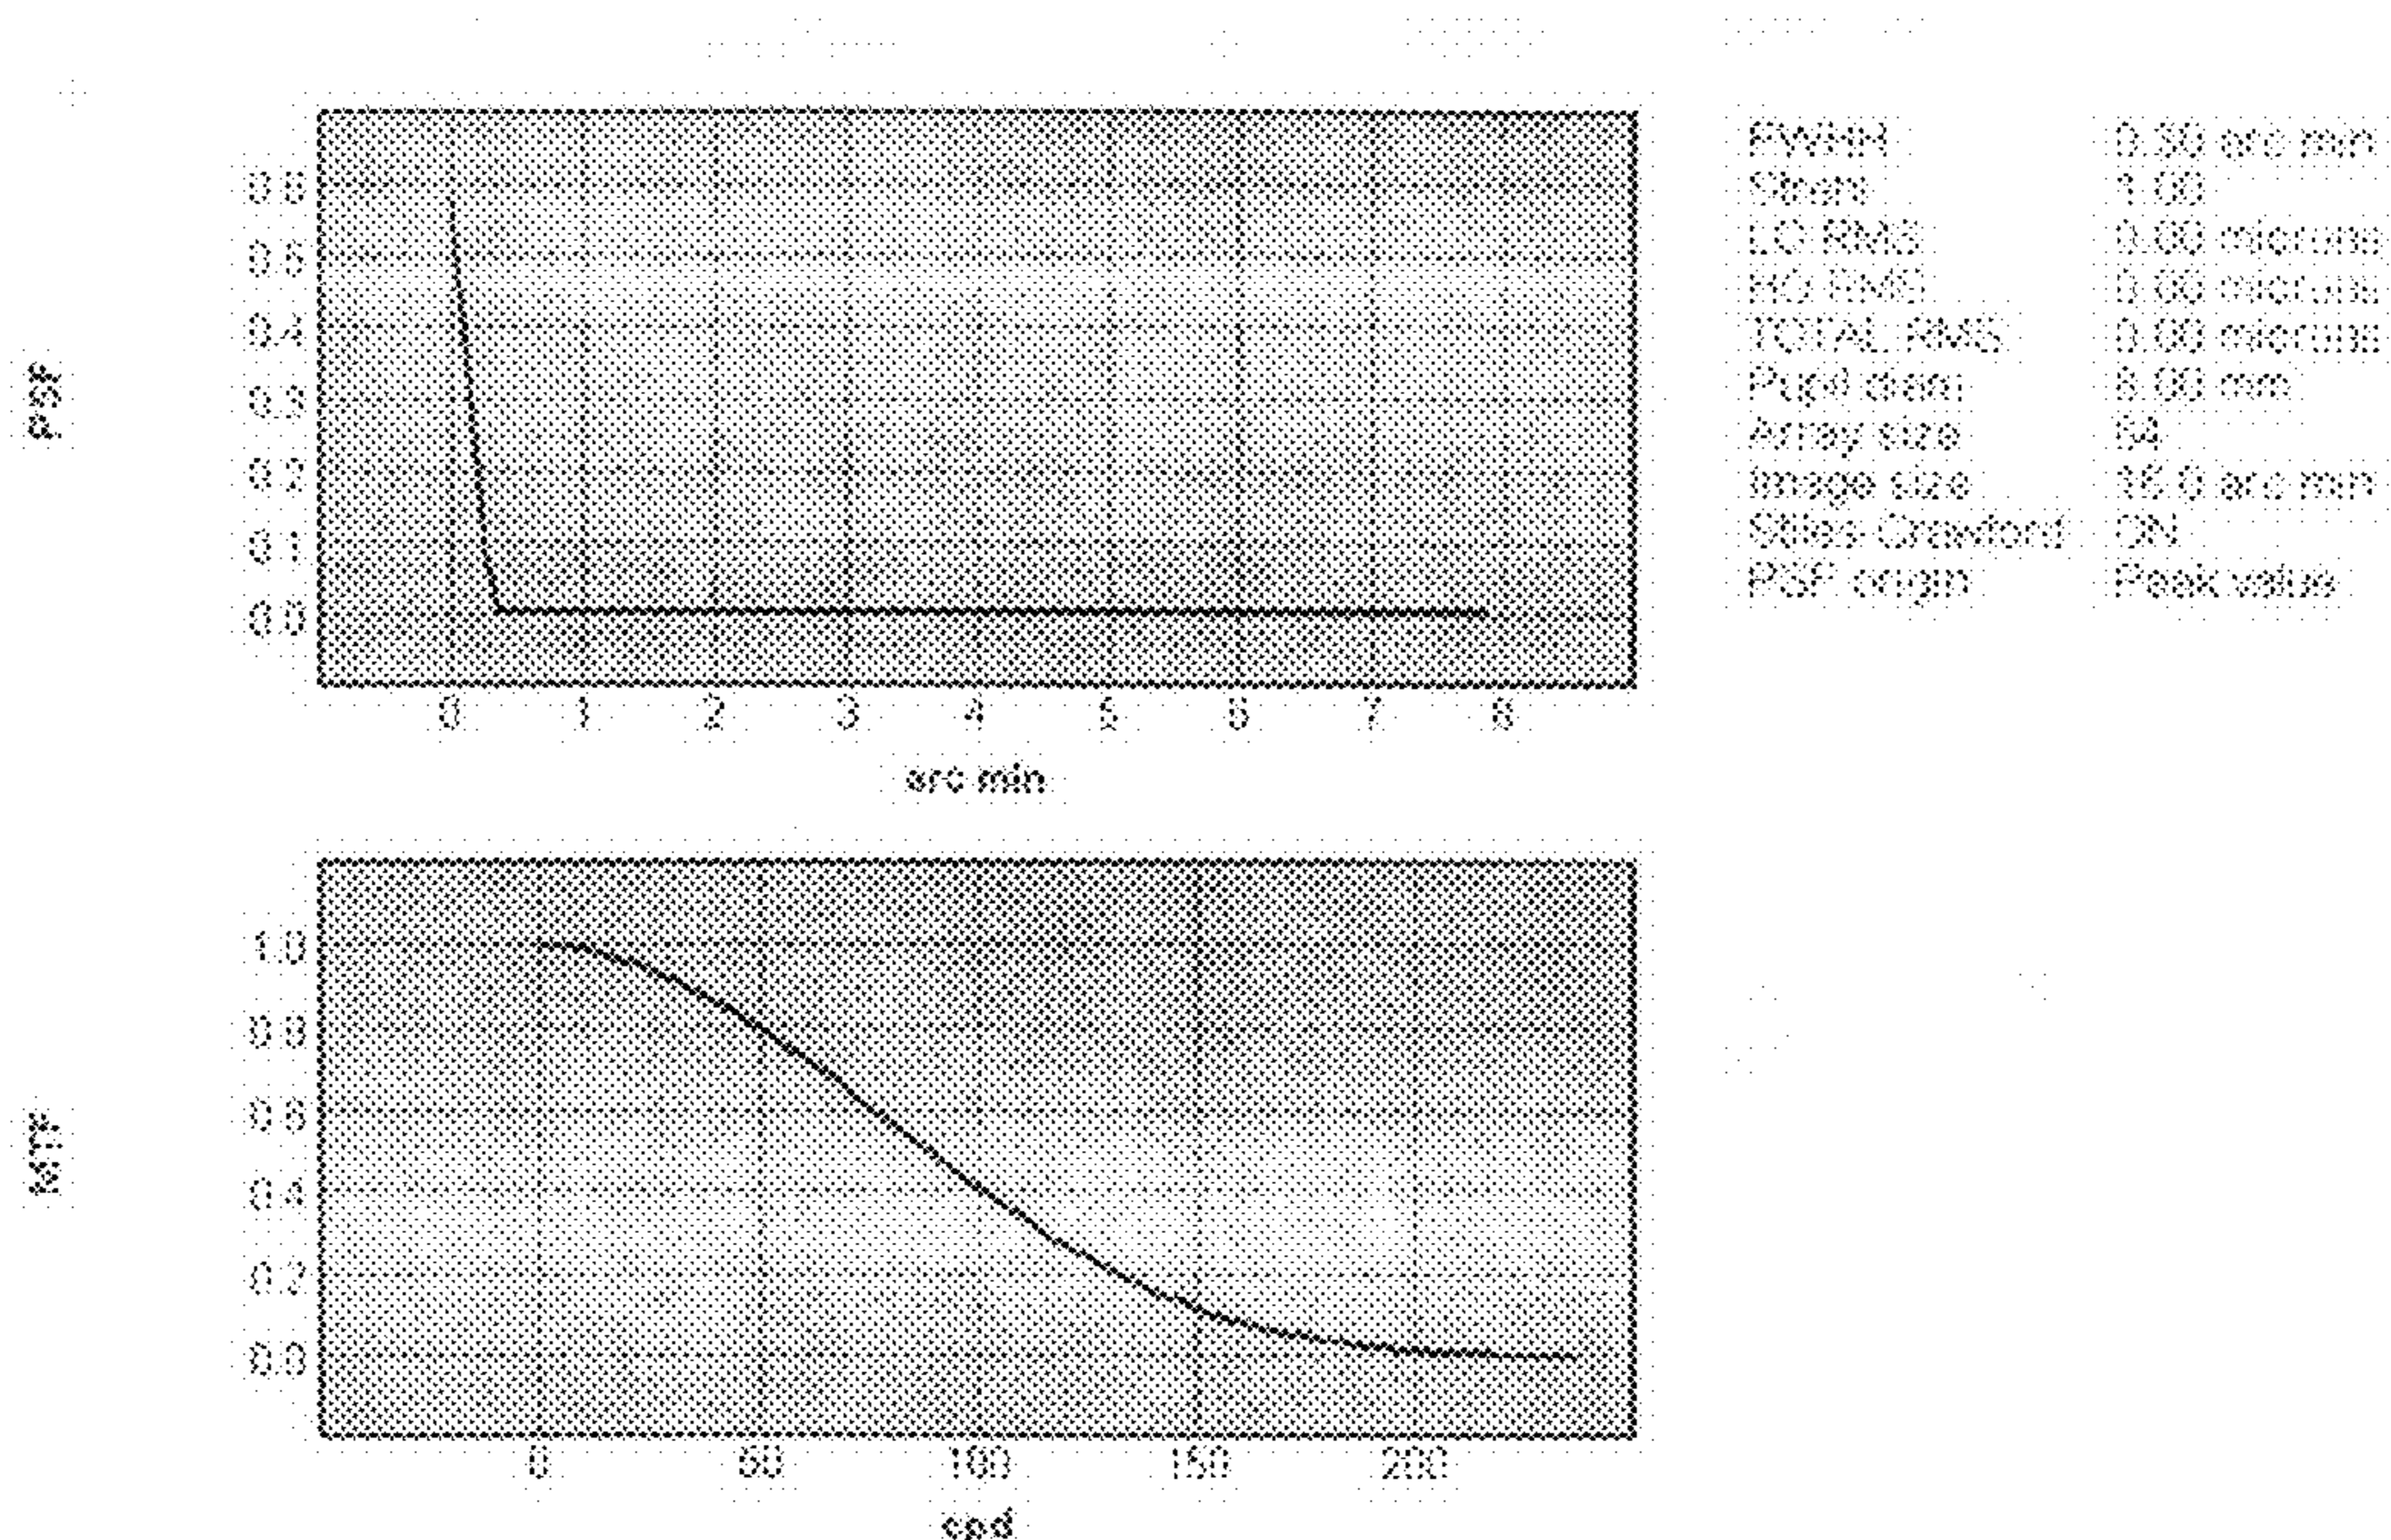 PSF
0.6
0.5
0.4
0.3
0.2
0.1
0.0
0 1 2 3 4 5 6 7 8
arc min
FWHH 0.50 arc min
Strehl 1.00
LO RMS 0.00 microns
HO RMS 0.00 microns
TOTAL RMS 0.00 microns
Pupil diam 8.00 mm
Array size 64
Image size 16.0 arc min
Stiles Crawford ON
PSF origin Peak value
MTF
1.0
0.8
0.6
0.4
0.2
0.0
0 50 100 150 200
cpd